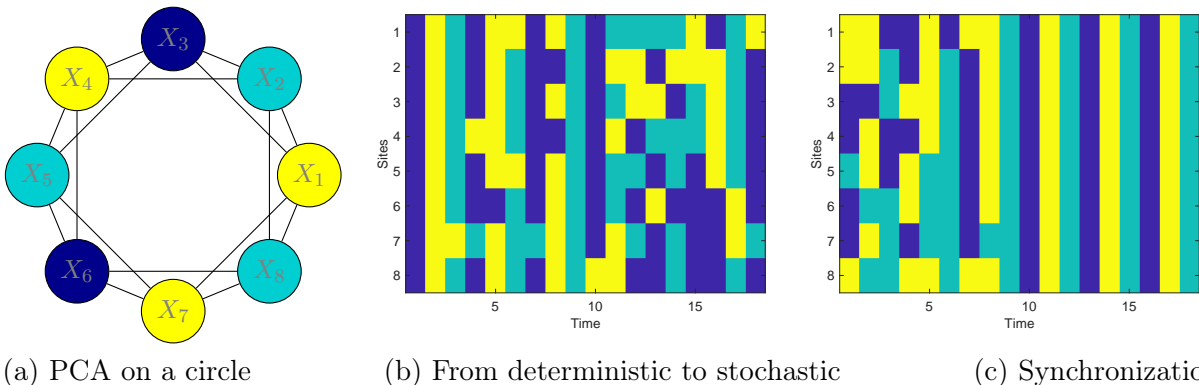 X3
X4
X2
X5
X1
X6
X8
X7
1
2
3
4
5
6
7
8
Sites
5
10
15
Time
1
2
3
4
5
6
7
8
Sites
5
10
15
Time
(a) PCA on a circle
(b) From deterministic to stochastic
(c) Synchronizatio